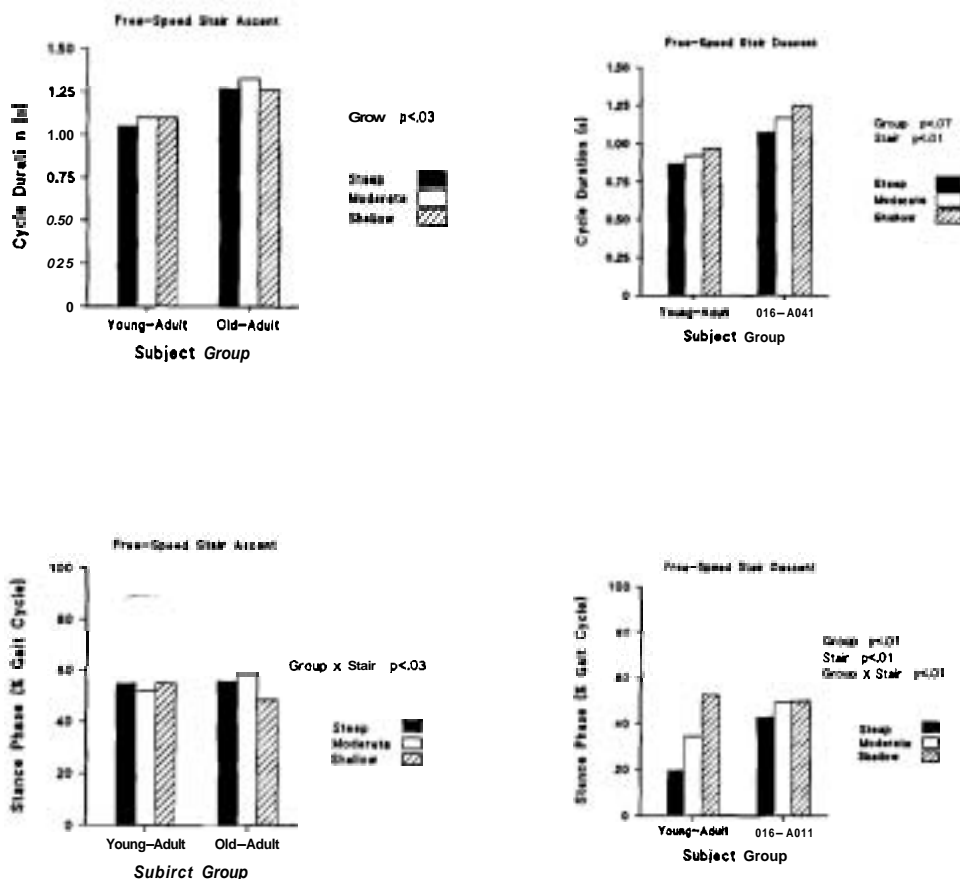 Free-Speed Stair Ascent
1.50
1.25
1.00
0.75
0.50
025
0
Cycle Durati n [s]
Young-Adult Old-Adult
Subject Group
Grow p<.03
Steep
Moderate
Shallow
Free-Speed Stair Descent
1.50
1.25
1.00
0.75
0.50
0.25
0
Cycle Duration (s)
Young-Adult 016-A041
Subject Group
Group p<.07
Stair p<.01
Steep
Moderate
Shallow
Free-Speed Stair Ascent
100
80
60
40
20
0
Stance Phase (% Gait Cycle)
Young-Adult Old-Adult
Subirct Group
Group x Stair p<.03
Steep
Moderate
Shallow
Free-Speed Stair Descent
100
80
60
40
20
0
Stance Phase (% Gait Cycle)
Young-Adult 016-A011
Subject Group
Group p<.01
Stair p<.01
Group X Stair p<.01
Steep
Moderate
Shallow